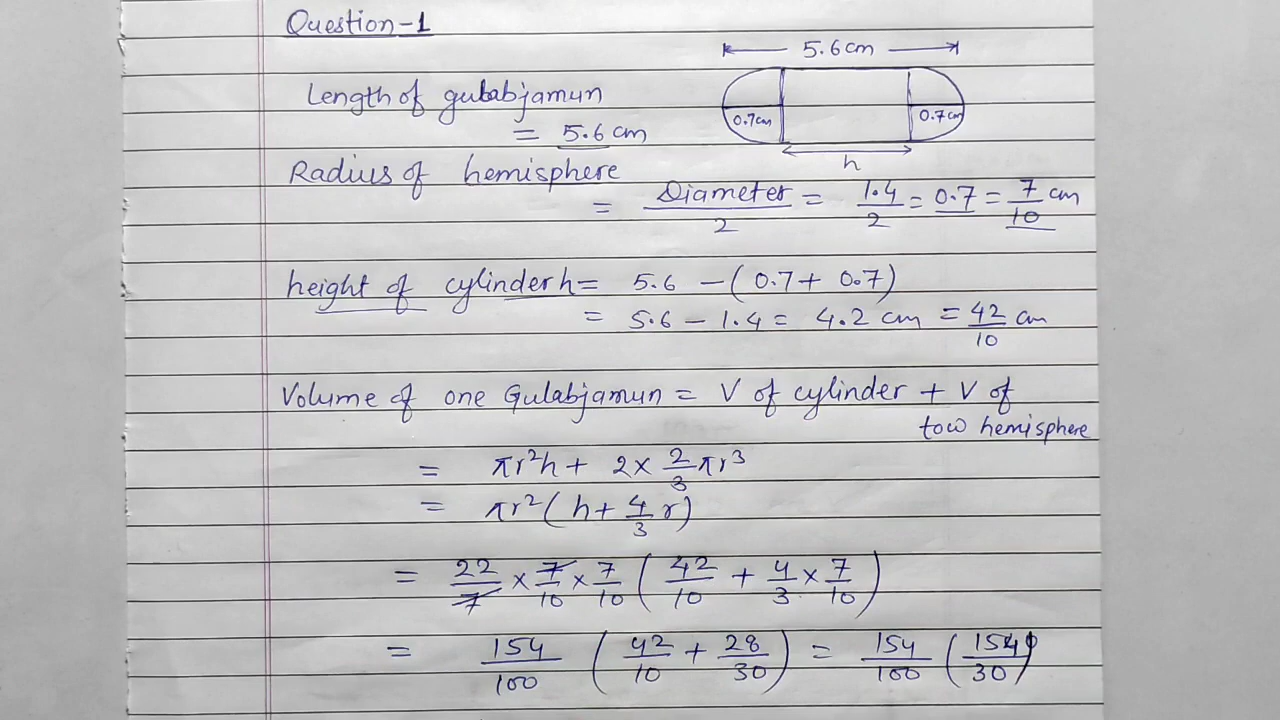 Question-1
5.6 cm
Length of gulabjamun
0.7cm 0.7cm
= 5.6 cm
h
Radius of hemisphere
= Diameter/2 = 1.4/2 = 0.7 = 7/10 cm
height of cylinder h = 5.6 - (0.7 + 0.7)
= 5.6 - 1.4 = 4.2 cm = 42/10 cm
Volume of one Gulabjamun = V of cylinder + V of
tow hemisphere
= πr²h + 2 × 2/3 πr³
= πr² (h + 4/3 r)
= 22/7 × 7/10 × 7/10 (42/10 + 4/3 × 7/10)
= 154/100 (42/10 + 28/30) = 154/100 (154/30)